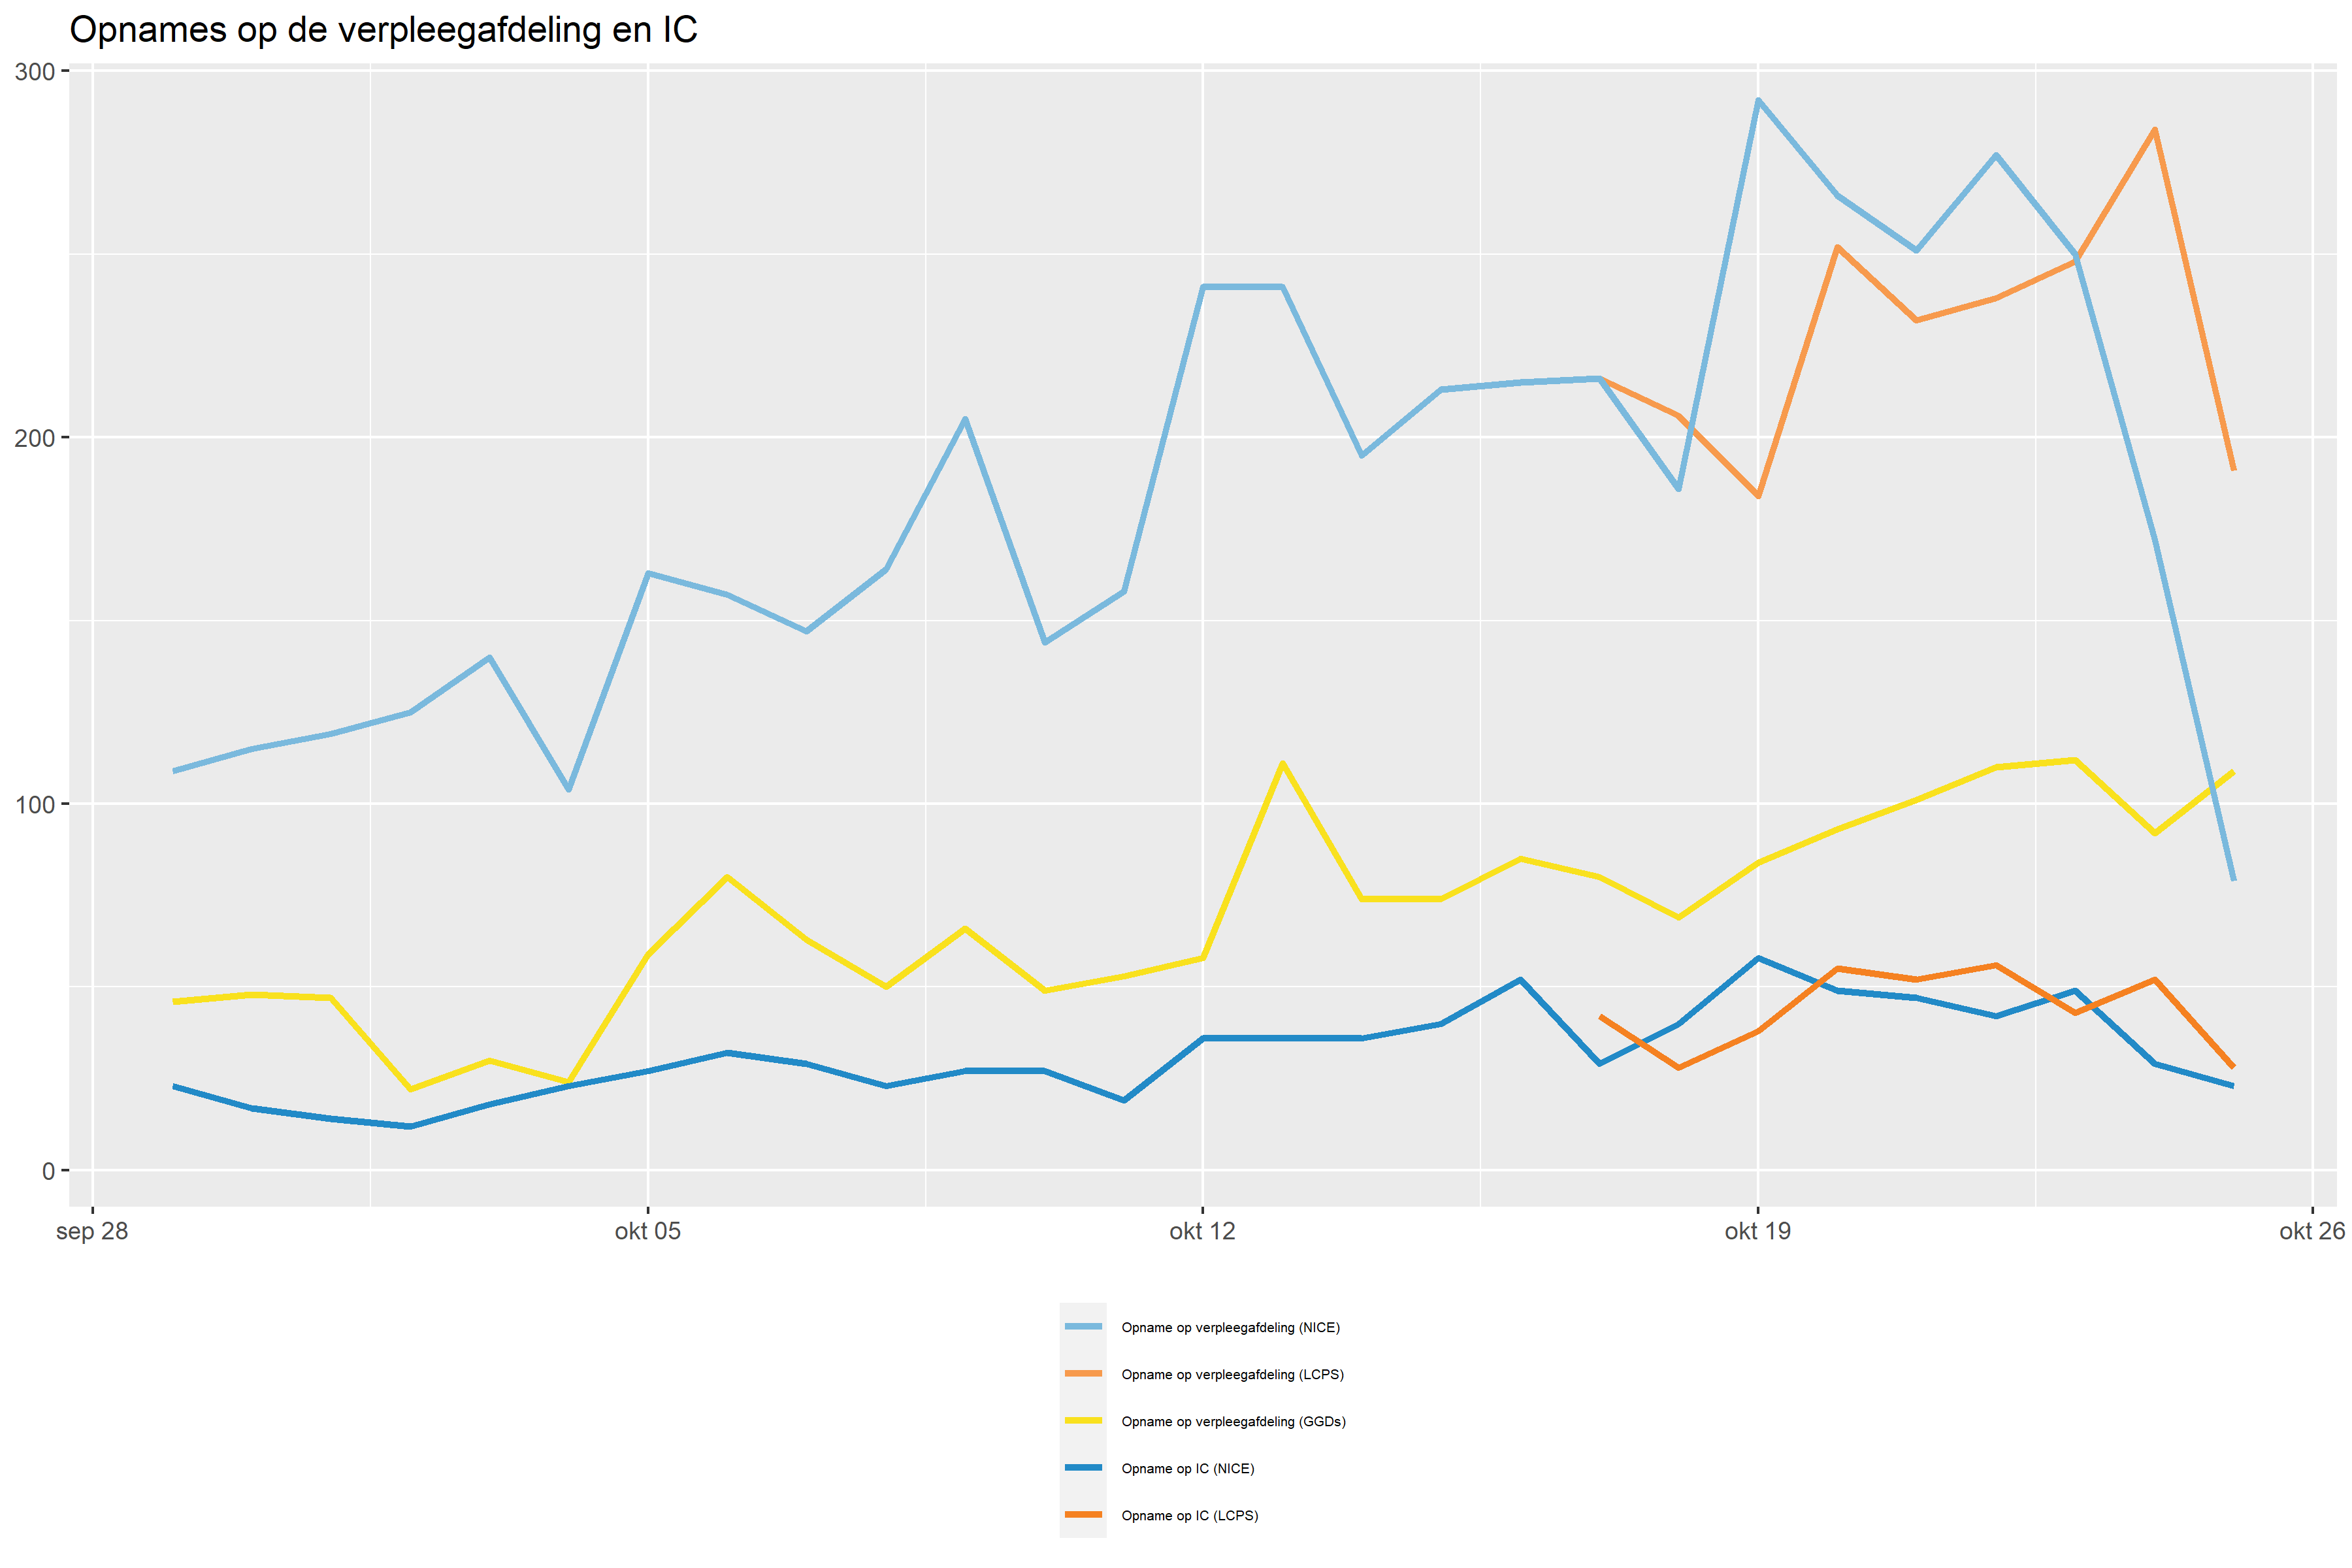 Opnames op de verpleegafdeling en IC
300
200
100
0
sep 28
okt 05
okt 12
okt 19
okt 26
Opname op verpleegafdeling (NICE)
Opname op verpleegafdeling (LCPS)
Opname op verpleegafdeling (GGDs)
Opname op IC (NICE)
Opname op IC (LCPS)